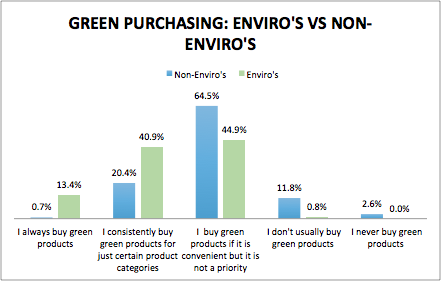 GREEN PURCHASING: ENVIRO'S VS NON-
ENVIRO'S
Non-Enviro's Enviro's
64.5%
40.9% 44.9%
13.4% 20.4% 11.8%
0.7% 0.8% 2.6% 0.0%
I always buy green
products
I consistently buy
green products for
just certain product
categories
I buy green
products if it is
convenient but it is
not a priority
I don't usually buy
green products
I never buy green
products